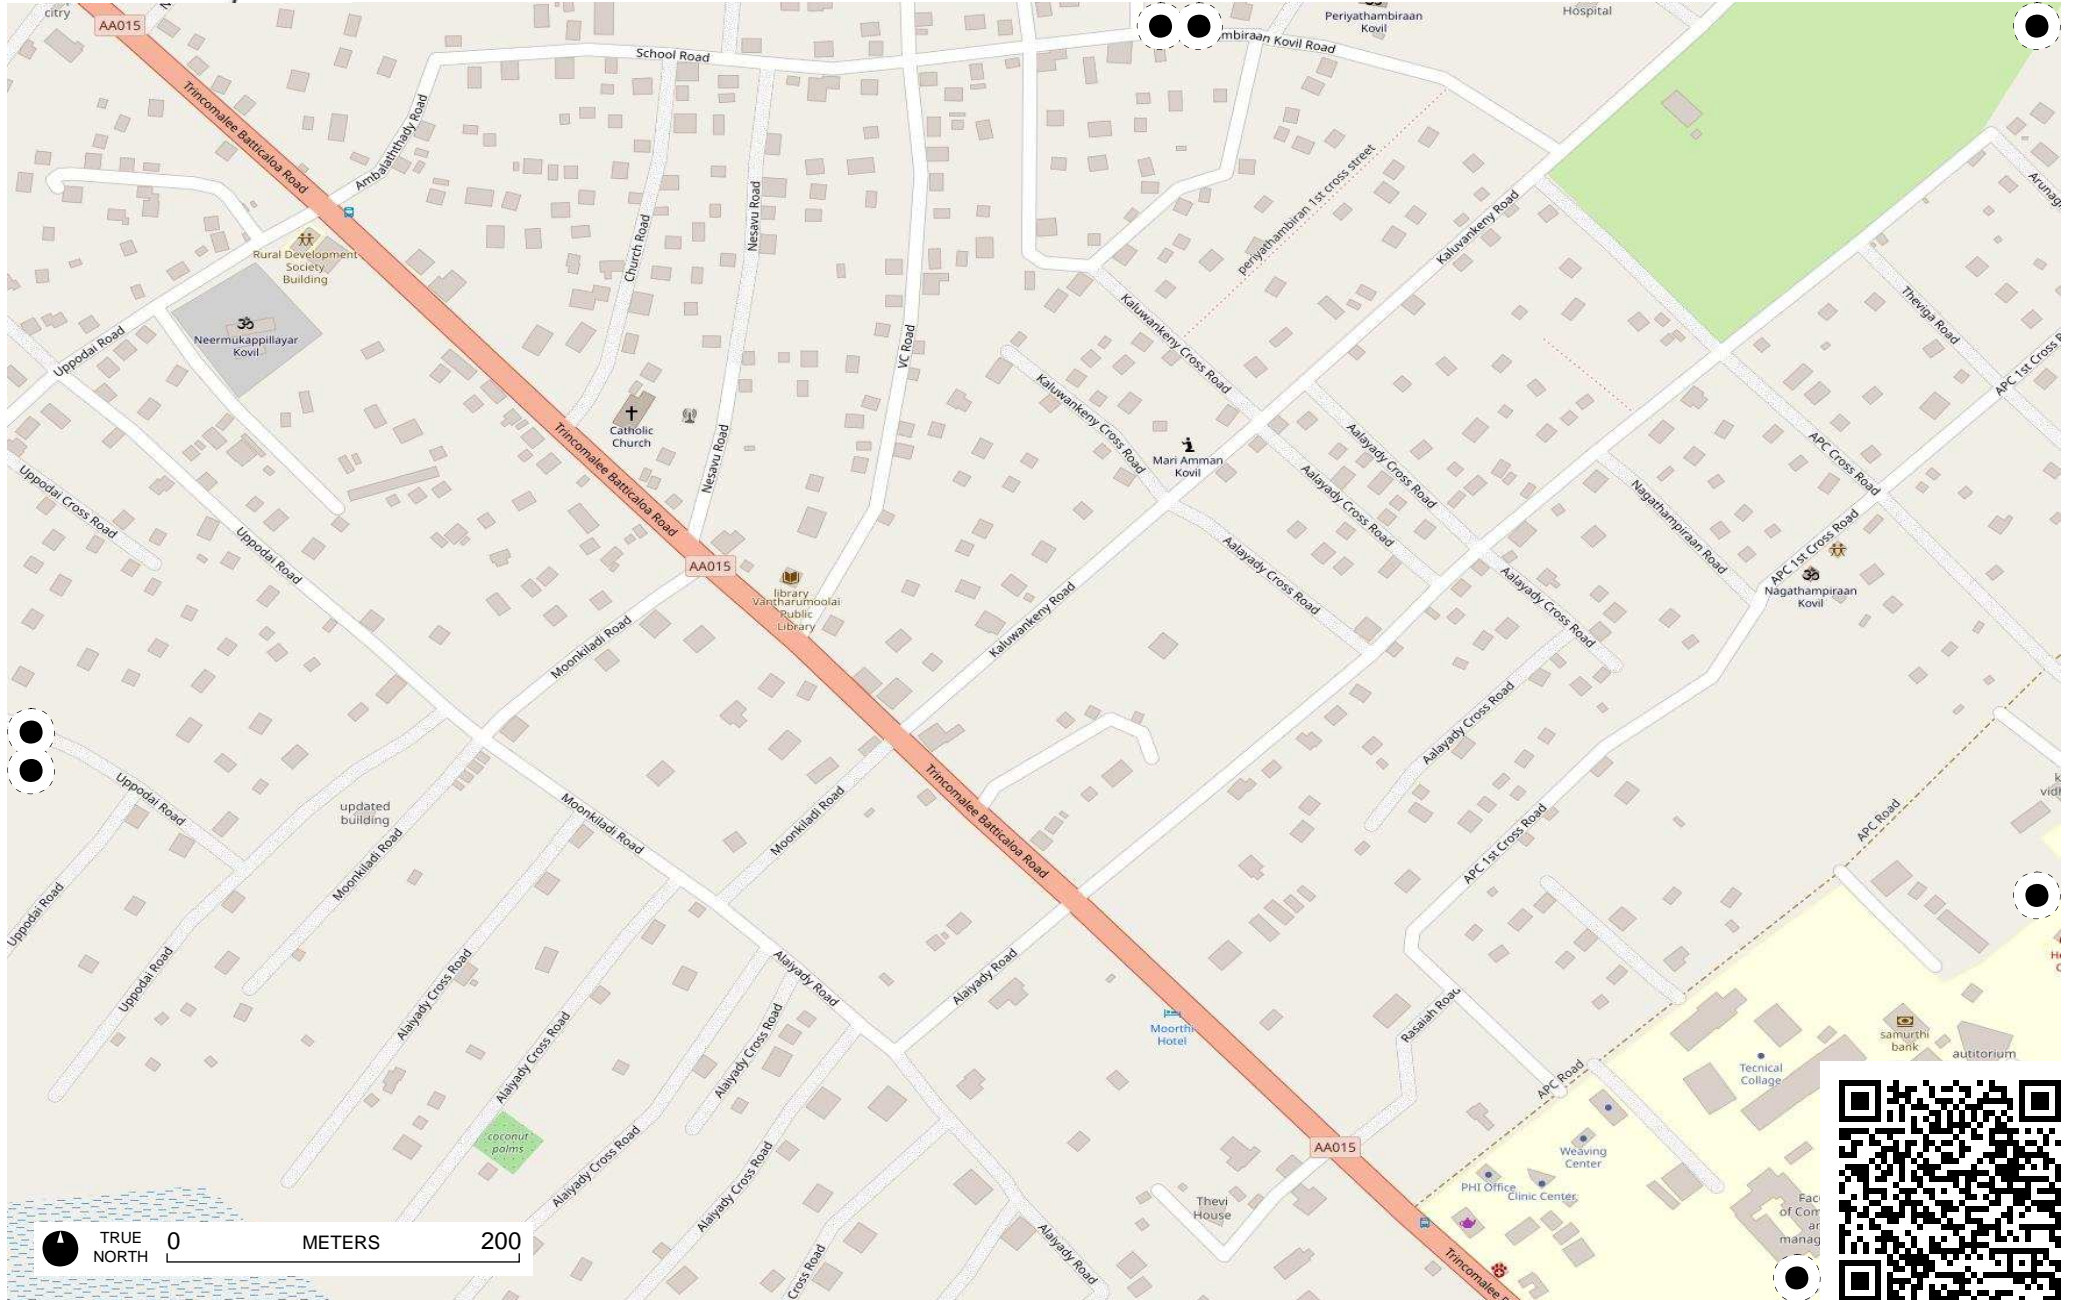 citry
AA015
School Road
mbiraan Kovil Road
Periyathambiraan
Kovil
Hospital
Trincomalee Batticaloa Road
Ambalaththady Road
Church Road
Nesavu Road
periyathambiran 1st cross street
Kaluvankeny Road
Rural Development
Society
Building
Neermukappillayar
Kovil
Uppodai Road
VC Road
Kaluwankeny Cross Road
Theviga Road
APC 1st Cross R
Kaluwankeny Cross Road
Catholic
Church
Trincomalee Batticaloa Road
Nesavu Road
Mari Amman
Kovil
Aalayady Cross Road
Aalayady Cross Road
APC Cross Road
Nagathampiraan Road
Uppodai Cross Road
Uppodai Road
AA015
library
Vantharumoolai
Public
Library
Aalayady Cross Road
Aalayady Cross Road
APC 1st Cross Road
Nagathampiraan
Kovil
Moonkiladi Road
Kaluwankeny Road
Aalayady Cross Road
Uppodai Road
updated
building
Moonkiladi Road
Moonkiladi Road
Moonkiladi Road
Trincomalee Batticaloa Road
APC 1st Cross Road
APC Road
Uppodai Road
Uppodai Road
Alaiyady Cross Road
Alaiyady Road
Alaiyady Road
Moorthi
Hotel
Rasaiah Road
APC Road
samurthi
bank
autitorium
Tecnical
Collage
Alaiyady Cross Road
Alaiyady Cross Road
coconut
palms
Alaiyady Cross Road
Alaiyady Cross Road
AA015
Weaving
Center
PHI Office
Clinic Center
Thevi
House
Alaiyady Road
Cross Road
Trincomalee
of Com
manag
TRUE
NORTH
0 METERS 200